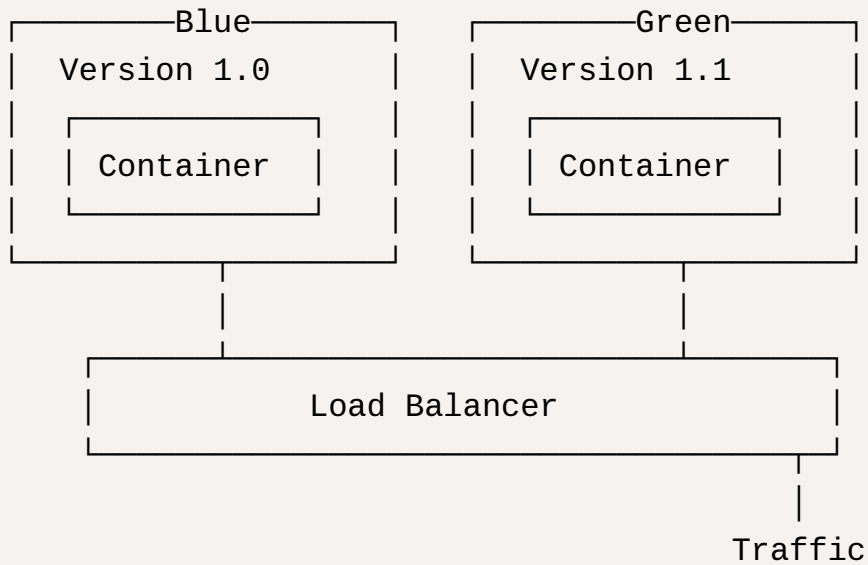 Blue Green
Version 1.0 Version 1.1
Container Container
Load Balancer
Traffic